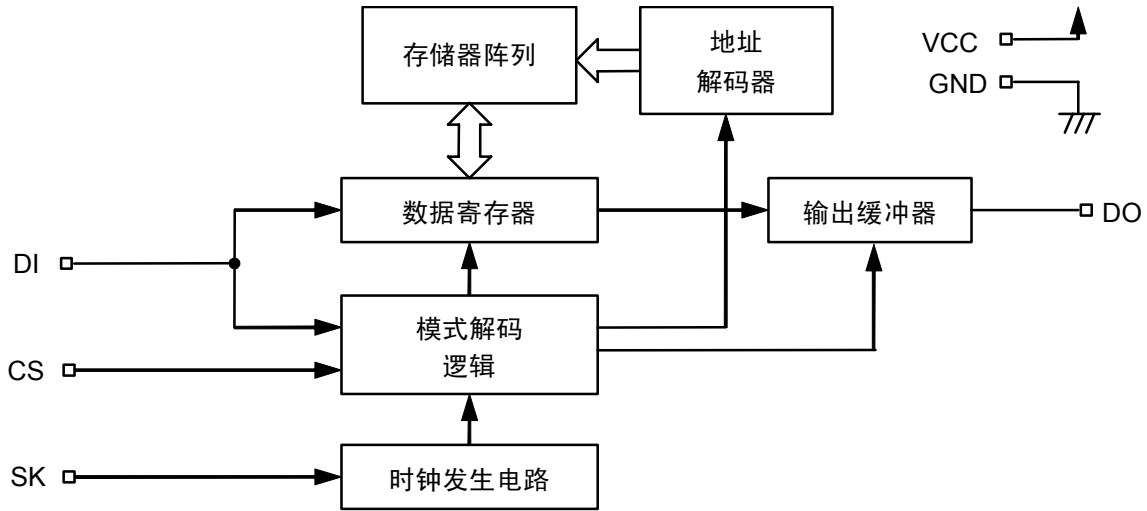 存储器阵列
地址
解码器
VCC
GND
数据寄存器
输出缓冲器
DO
DI
模式解码
逻辑
CS
SK
时钟发生电路